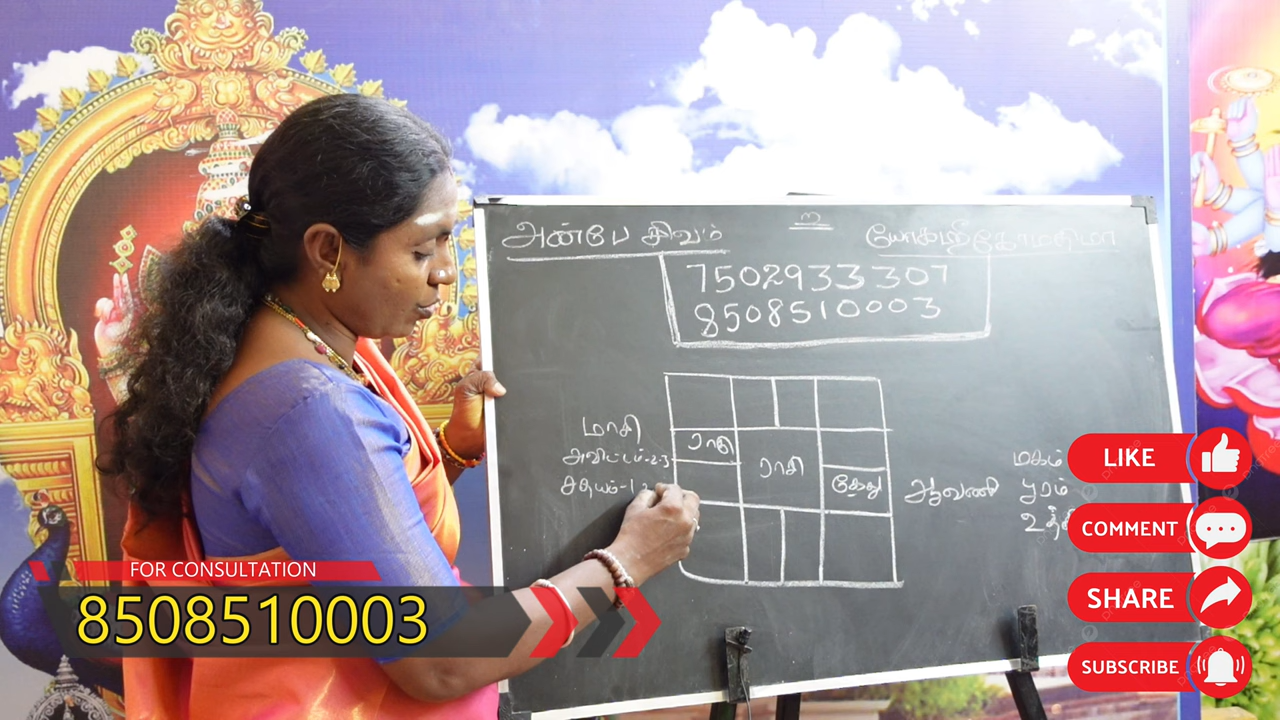 உ
அன்பே சிவம்
யோகஸ்ரீ கோமதிமா
7502933307
8508510003
மாசி
அவிட்டம்-2-3
சதயம்-1 2
ராகு
ராசி
கேது
ஆவணி
மகம்
பூரம்
FOR CONSULTATION
8508510003
LIKE
COMMENT
SHARE
SUBSCRIBE